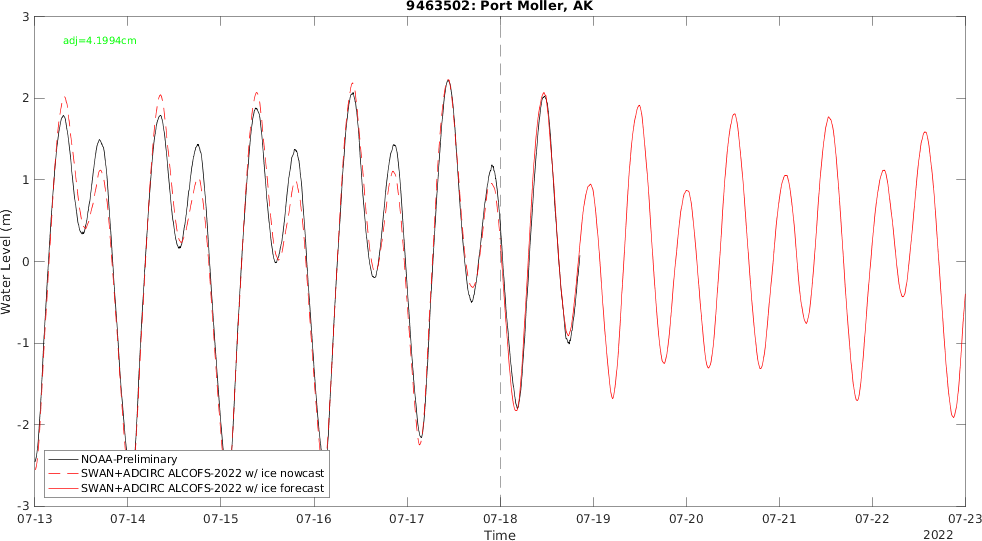 9463502: Port Moller, AK
adj=4.1994cm
3
2
1
0
-1
-2
-3
Water Level (m)
NOAA-Preliminary
SWAN+ADCIRC ALCOFS-2022 w/ ice nowcast
SWAN+ADCIRC ALCOFS-2022 w/ ice forecast
07-13 07-14 07-15 07-16 07-17 07-18 07-19 07-20 07-21 07-22 07-23
Time
2022